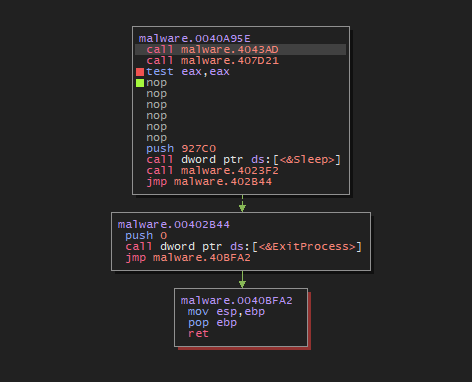 malware.0040A95E
call malware.4043AD
call malware.407D21
test eax,eax
nop
nop
nop
nop
nop
nop
push 927C0
call dword ptr ds:[<&Sleep>]
call malware.4023F2
jmp malware.402B44
malware.00402B44
push 0
call dword ptr ds:[<&ExitProcess>]
jmp malware.40BFA2
malware.0040BFA2
mov esp,ebp
pop ebp
ret